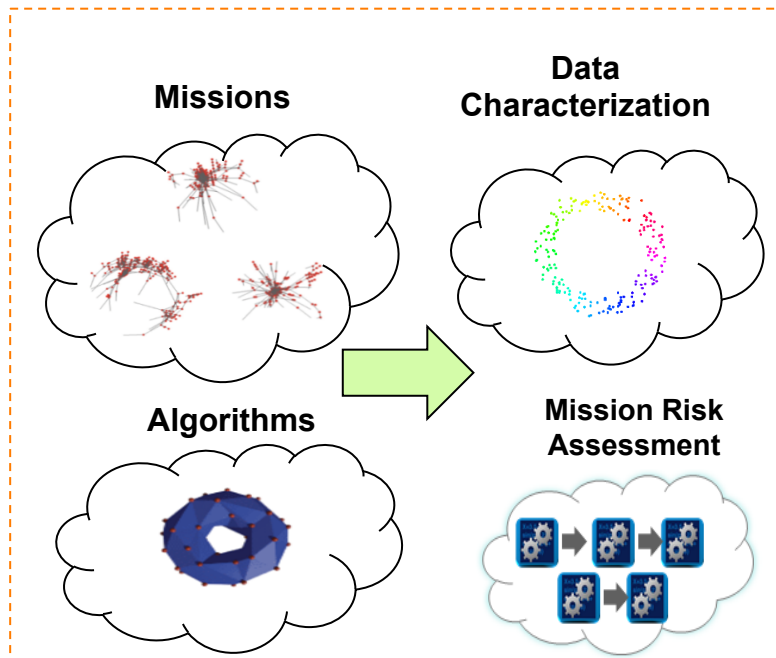 Missions
Data
Characterization
Algorithms
Mission Risk
Assessment